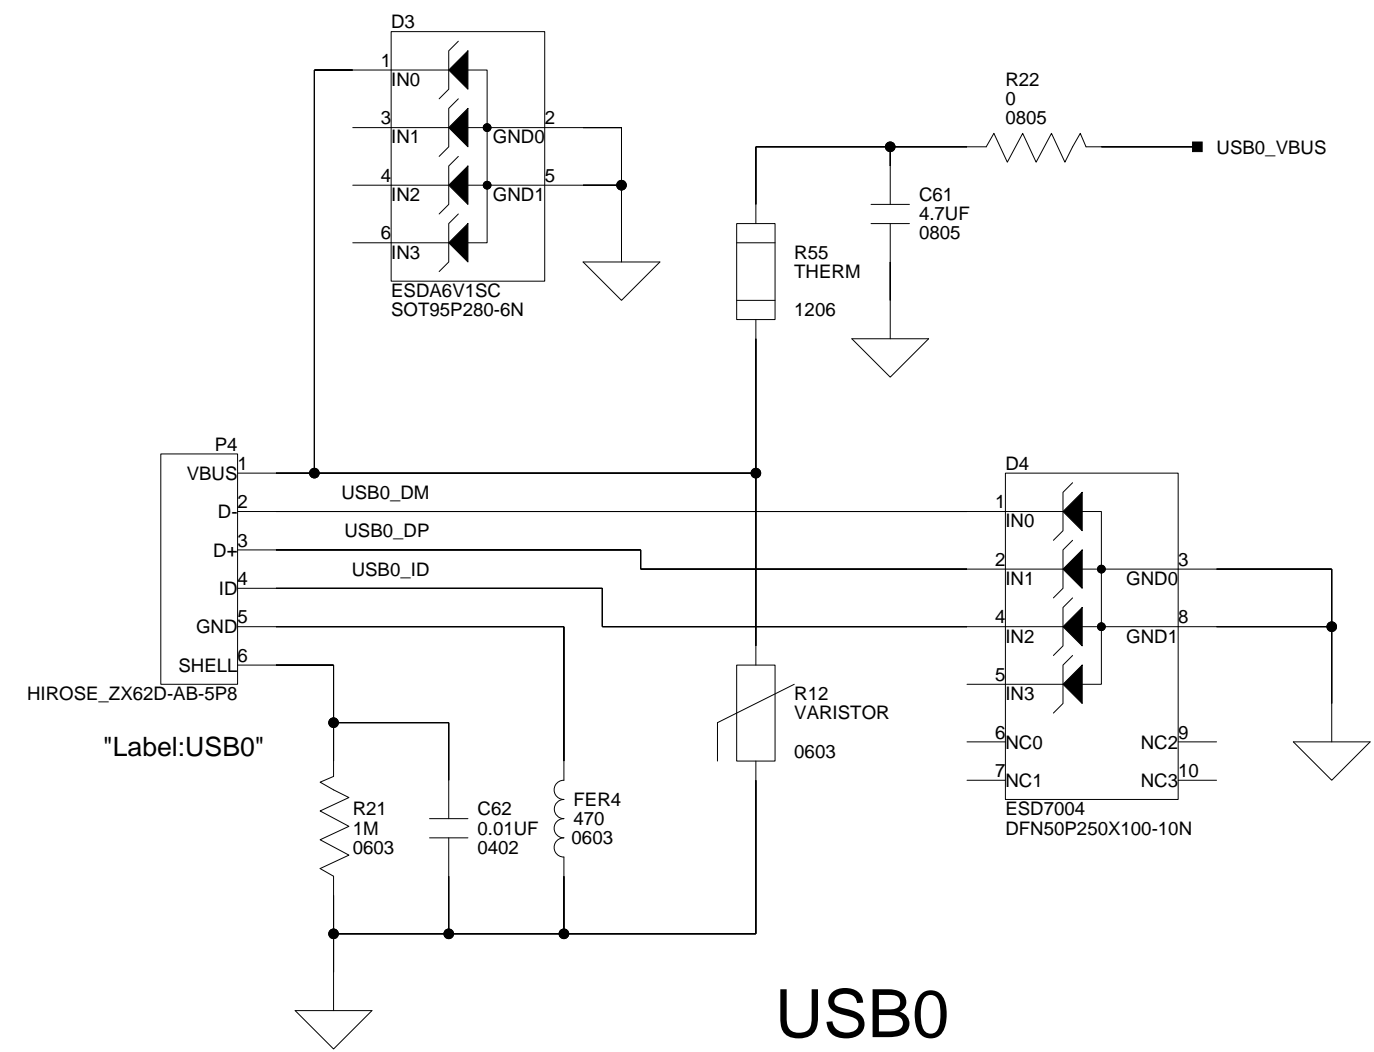 D3
1
IN0
3
IN1
4
IN2
6
IN3
2
GND0
5
GND1
ESDA6V1SC
SOT95P280-6N
R22
0
0805
USB0_VBUS
C61
4.7UF
0805
R55
THERM
1206
P4
VBUS
1
D-
2
D+
3
ID
4
GND
5
SHELL
6
HIROSE_ZX62D-AB-5P8
"Label:USB0"
USB0_DM
USB0_DP
USB0_ID
D4
1
IN0
2
IN1
4
IN2
5
IN3
6
NC0
7
NC1
3
GND0
8
GND1
9
NC2
10
NC3
ESD7004
DFN50P250X100-10N
R12
VARISTOR
0603
R21
1M
0603
C62
0.01UF
0402
FER4
470
0603
USB0